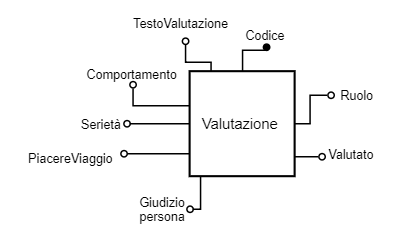 TestoValutazione
Codice
Comportamento
Ruolo
Serietà
Valutazione
PiacereViaggio
Valutato
Giudizio
persona